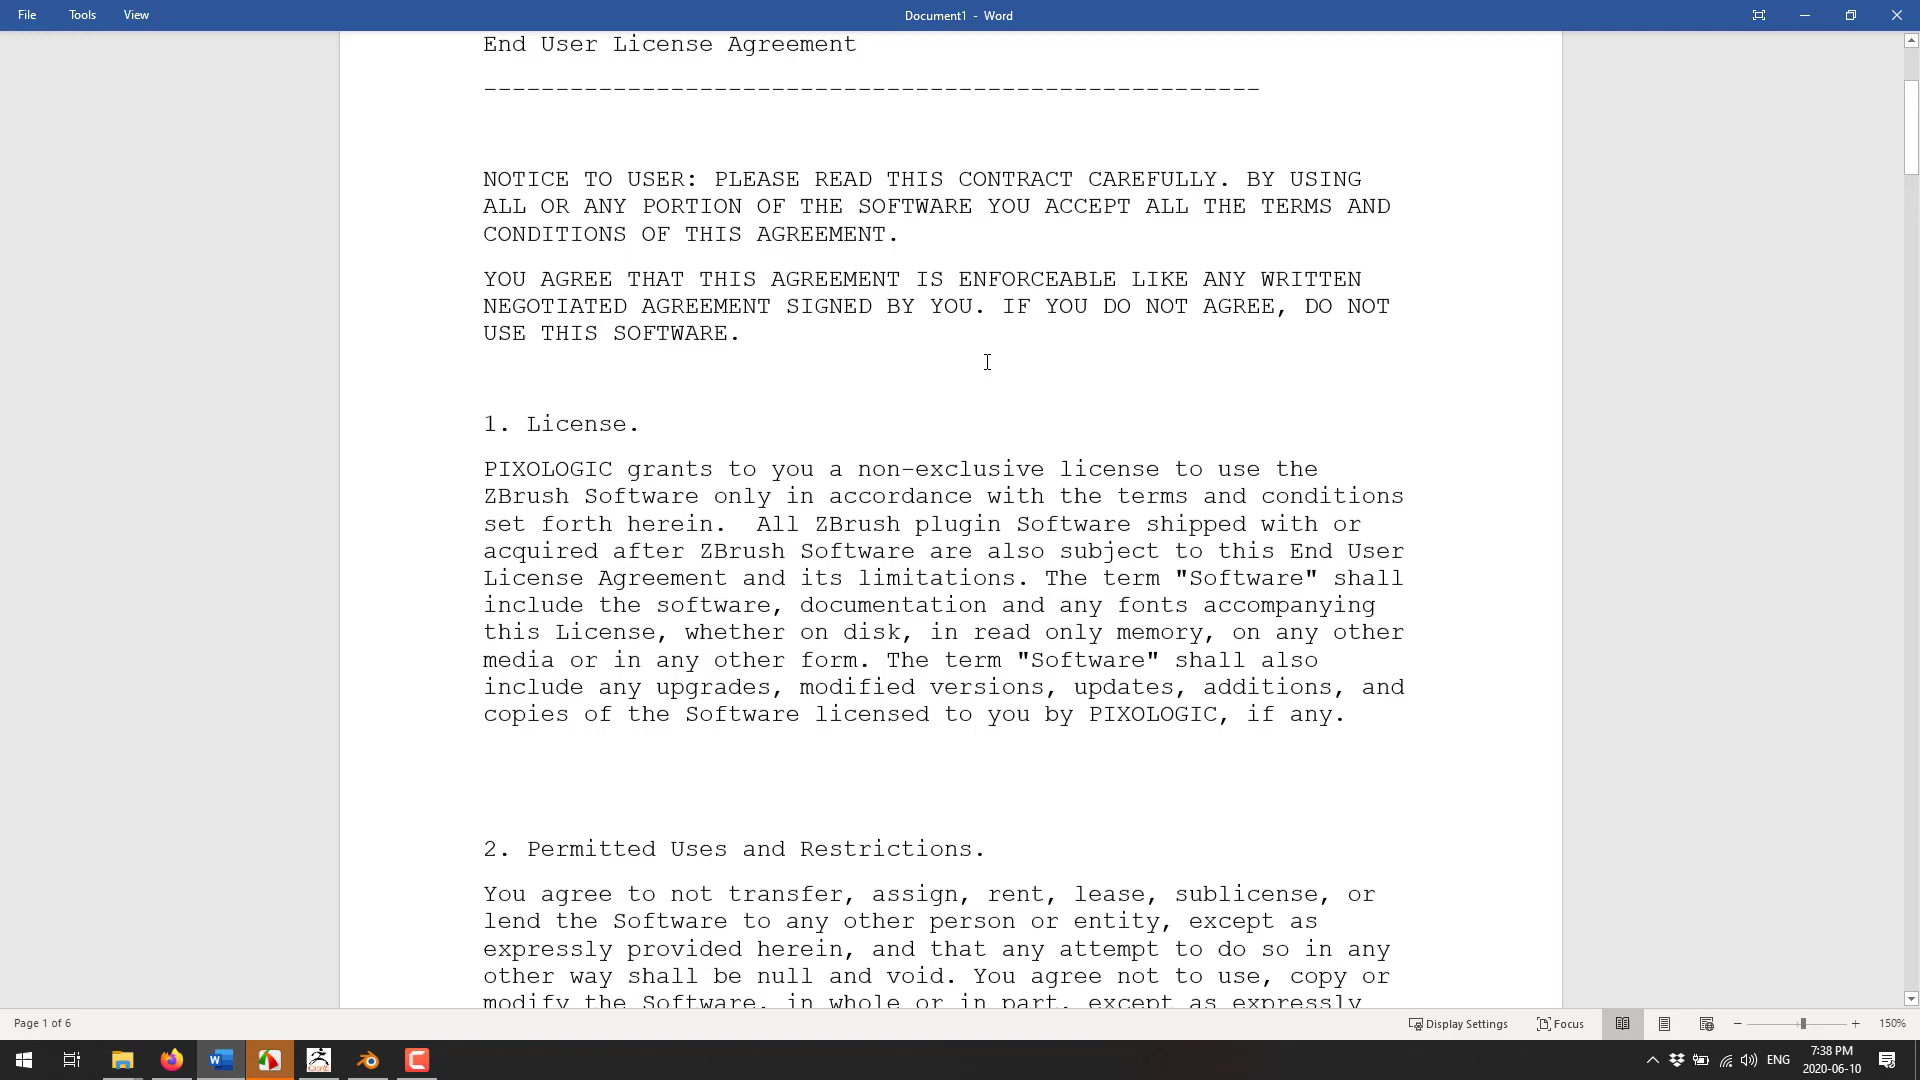 File Tools View Document1 - Word
End User License Agreement
------------------------------------------------------
NOTICE TO USER: PLEASE READ THIS CONTRACT CAREFULLY. BY USING
ALL OR ANY PORTION OF THE SOFTWARE YOU ACCEPT ALL THE TERMS AND
CONDITIONS OF THIS AGREEMENT.
YOU AGREE THAT THIS AGREEMENT IS ENFORCEABLE LIKE ANY WRITTEN
NEGOTIATED AGREEMENT SIGNED BY YOU. IF YOU DO NOT AGREE, DO NOT
USE THIS SOFTWARE.
1. License.
PIXOLOGIC grants to you a non-exclusive license to use the
ZBrush Software only in accordance with the terms and conditions
set forth herein.  All ZBrush plugin Software shipped with or
acquired after ZBrush Software are also subject to this End User
License Agreement and its limitations. The term "Software" shall
include the software, documentation and any fonts accompanying
this License, whether on disk, in read only memory, on any other
media or in any other form. The term "Software" shall also
include any upgrades, modified versions, updates, additions, and
copies of the Software licensed to you by PIXOLOGIC, if any.
2. Permitted Uses and Restrictions.
You agree to not transfer, assign, rent, lease, sublicense, or
lend the Software to any other person or entity, except as
expressly provided herein, and that any attempt to do so in any
other way shall be null and void. You agree not to use, copy or
modify the Software, in whole or in part, except as expressly
Page 1 of 6 Display Settings Focus 150%
ENG 7:38 PM
2020-06-10